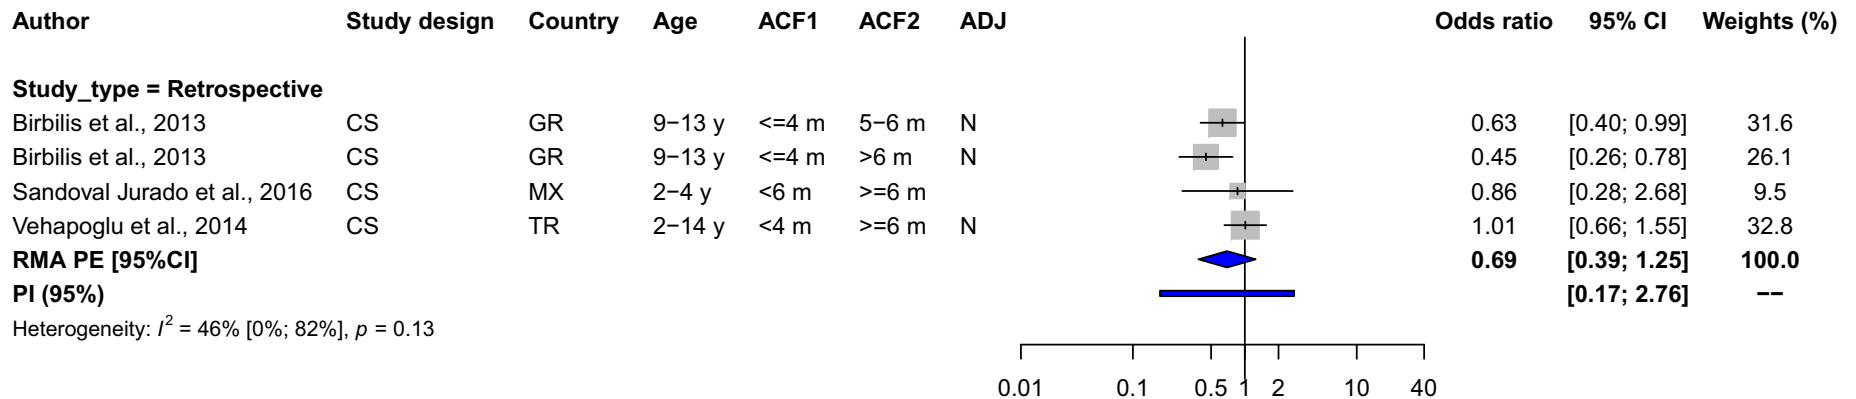 Author Study design Country Age ACF1 ACF2 ADJ Odds ratio 95% CI Weights (%)
Study_type = Retrospective
Birbilis et al., 2013 CS GR 9−13 y <=4 m 5−6 m N 0.63 [0.40; 0.99] 31.6
Birbilis et al., 2013 CS GR 9−13 y <=4 m >6 m N 0.45 [0.26; 0.78] 26.1
Sandoval Jurado et al., 2016 CS MX 2−4 y <6 m >=6 m 0.86 [0.28; 2.68] 9.5
Vehapoglu et al., 2014 CS TR 2−14 y <4 m >=6 m N 1.01 [0.66; 1.55] 32.8
RMA PE [95%CI] 0.69 [0.39; 1.25] 100.0
PI (95%) [0.17; 2.76] −−
Heterogeneity: I² = 46% [0%; 82%], p = 0.13
0.01 0.1 0.5 1 2 10 40